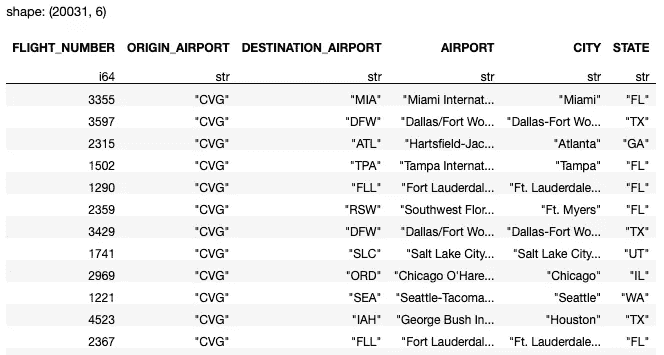 shape: (20031, 6)
FLIGHT_NUMBER ORIGIN_AIRPORT DESTINATION_AIRPORT AIRPORT CITY STATE
i64 str str str str str
3355 "CVG" "MIA" "Miami Internat... "Miami" "FL"
3597 "CVG" "DFW" "Dallas/Fort Wo... "Dallas-Fort Wo... "TX"
2315 "CVG" "ATL" "Hartsfield-Jac... "Atlanta" "GA"
1502 "CVG" "TPA" "Tampa Internat... "Tampa" "FL"
1290 "CVG" "FLL" "Fort Lauderdal... "Ft. Lauderdale... "FL"
2359 "CVG" "RSW" "Southwest Flor... "Ft. Myers" "FL"
3429 "CVG" "DFW" "Dallas/Fort Wo... "Dallas-Fort Wo... "TX"
1741 "CVG" "SLC" "Salt Lake City... "Salt Lake City... "UT"
2969 "CVG" "ORD" "Chicago O'Hare... "Chicago" "IL"
1221 "CVG" "SEA" "Seattle-Tacoma... "Seattle" "WA"
4523 "CVG" "IAH" "George Bush In... "Houston" "TX"
2367 "CVG" "FLL" "Fort Lauderdal... "Ft. Lauderdale... "FL"